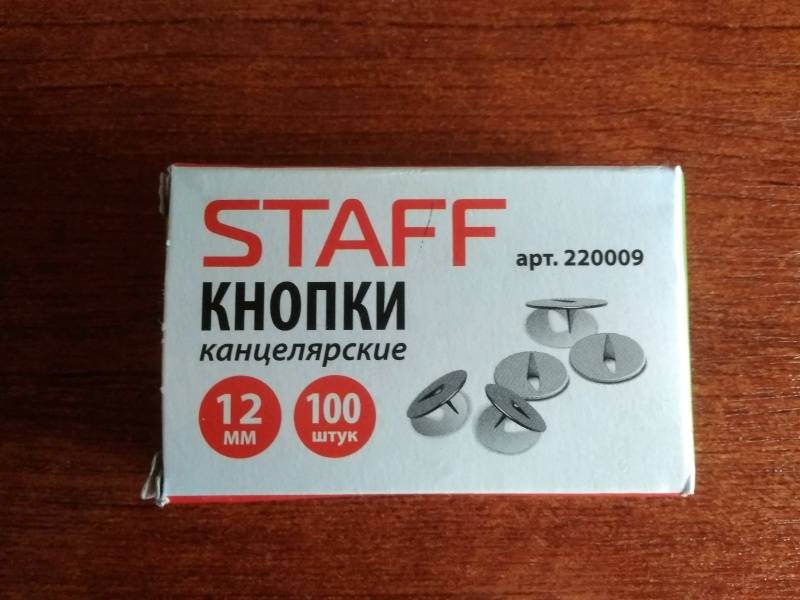 STAFF
арт. 220009
КНОПКИ
канцелярские
12 100
мм штук